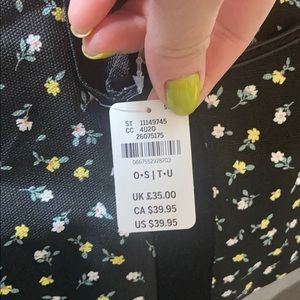 ST 11149745
CC 4U20
26075175
0667552928703
O•S | T•U
UK £35.00
CA $39.95
US $39.95